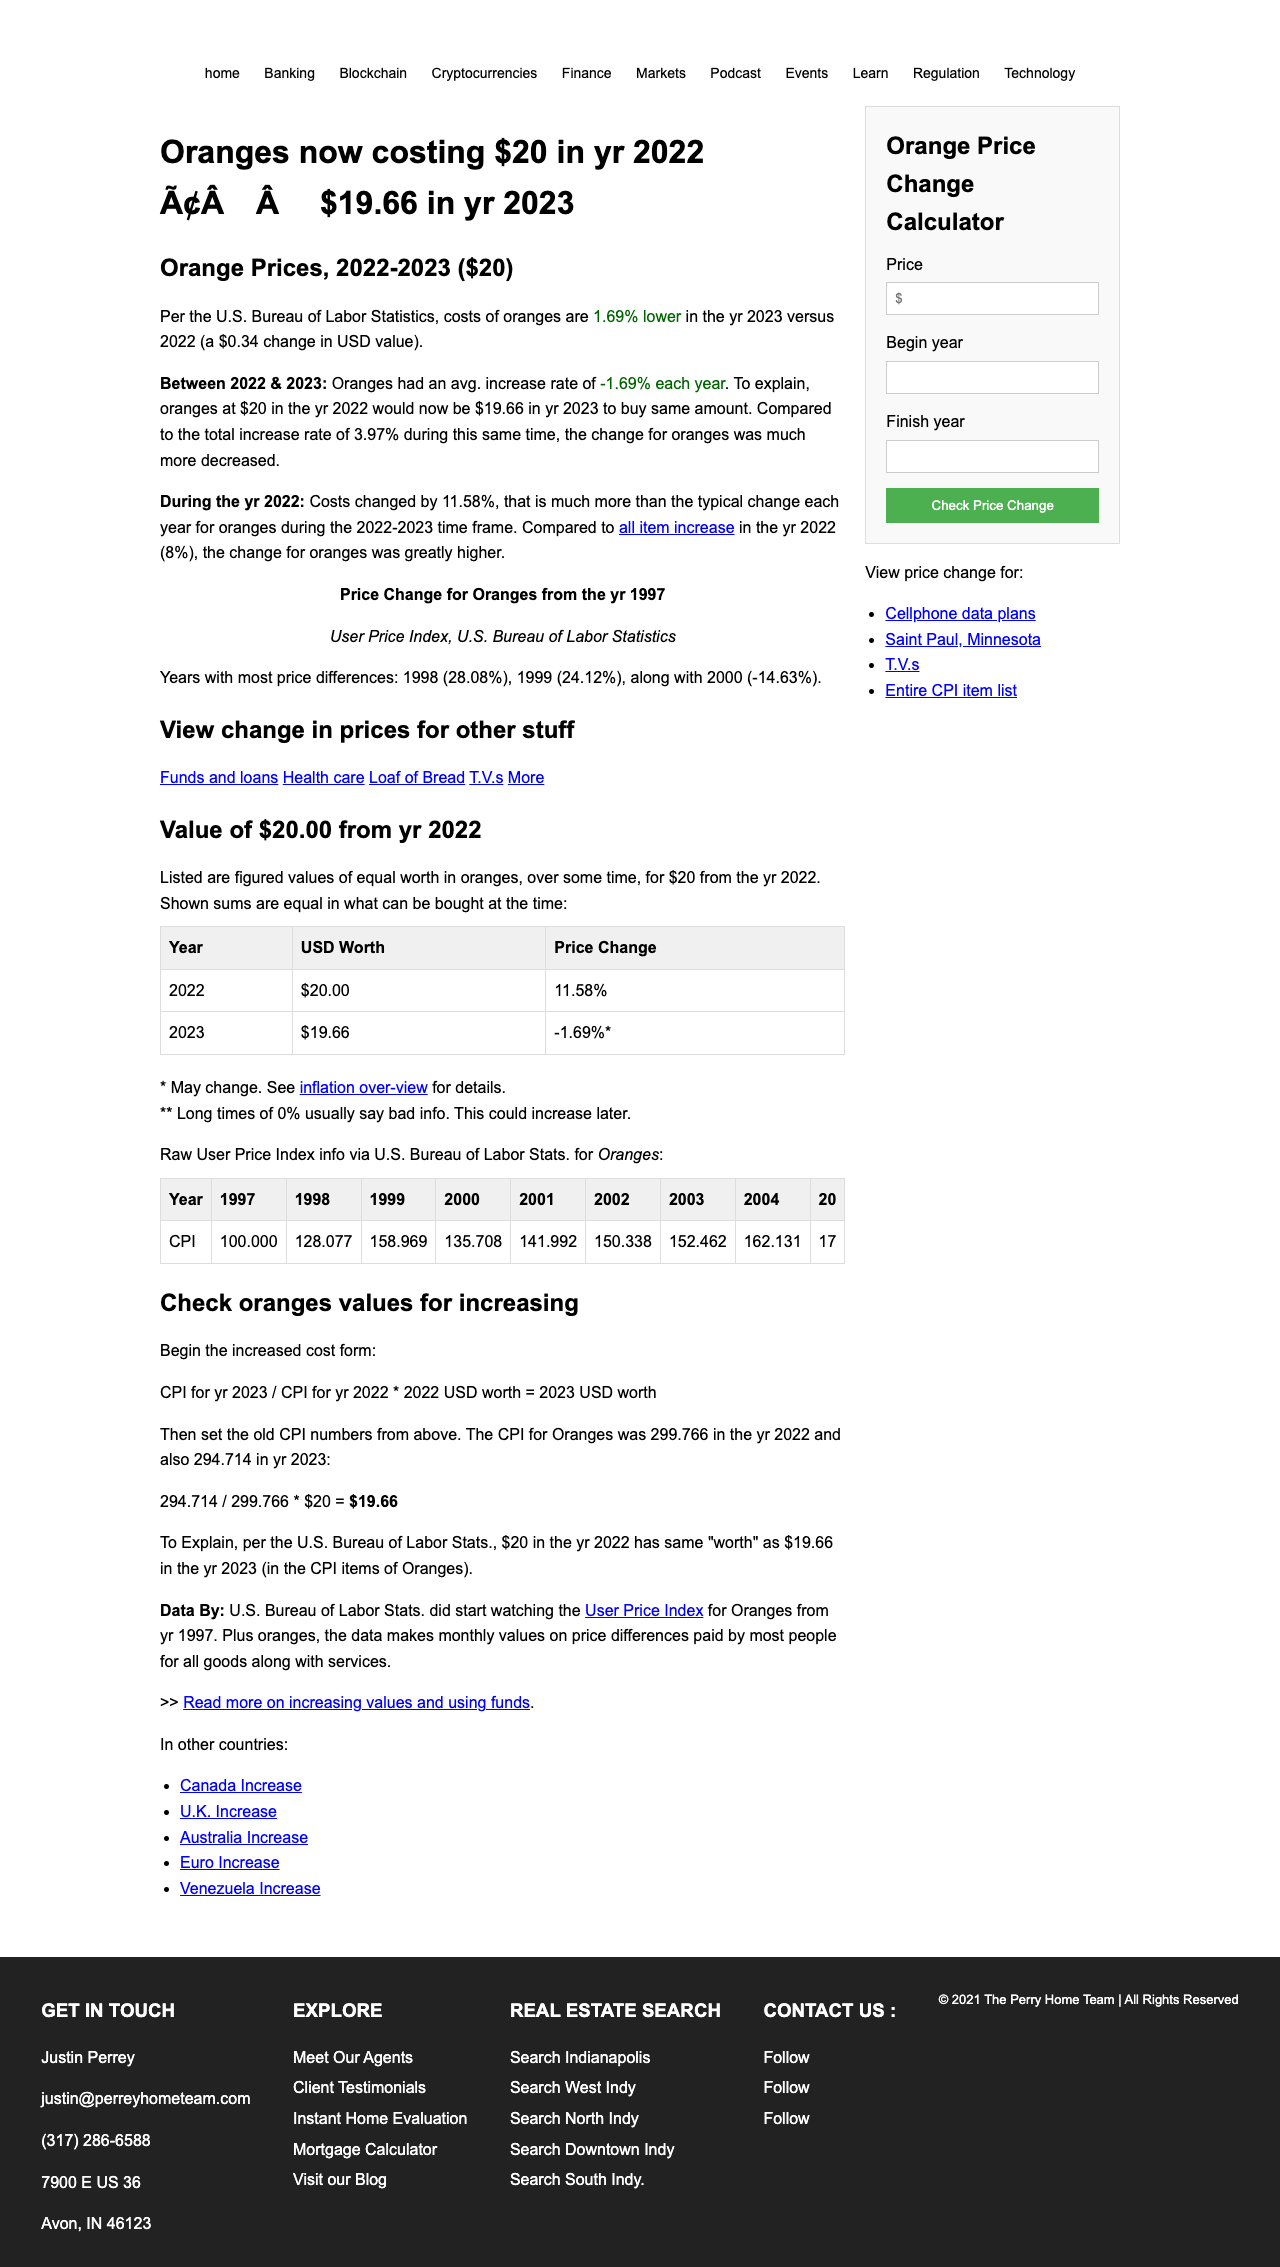 home Banking Blockchain Cryptocurrencies Finance Markets Podcast Events Learn Regulation Technology
Oranges now costing $20 in yr 2022
Ã¢Â Â $19.66 in yr 2023
Orange Prices, 2022-2023 ($20)
Per the U.S. Bureau of Labor Statistics, costs of oranges are 1.69% lower in the yr 2023 versus
2022 (a $0.34 change in USD value).
Between 2022 & 2023: Oranges had an avg. increase rate of -1.69% each year. To explain,
oranges at $20 in the yr 2022 would now be $19.66 in yr 2023 to buy same amount. Compared
to the total increase rate of 3.97% during this same time, the change for oranges was much
more decreased.
During the yr 2022: Costs changed by 11.58%, that is much more than the typical change each
year for oranges during the 2022-2023 time frame. Compared to all item increase in the yr 2022
(8%), the change for oranges was greatly higher.
Price Change for Oranges from the yr 1997
User Price Index, U.S. Bureau of Labor Statistics
Years with most price differences: 1998 (28.08%), 1999 (24.12%), along with 2000 (-14.63%).
View change in prices for other stuff
Funds and loans Health care Loaf of Bread T.V.s More
Value of $20.00 from yr 2022
Listed are figured values of equal worth in oranges, over some time, for $20 from the yr 2022.
Shown sums are equal in what can be bought at the time:
Year USD Worth Price Change
2022 $20.00 11.58%
2023 $19.66 -1.69%*
* May change. See inflation over-view for details.
** Long times of 0% usually say bad info. This could increase later.
Raw User Price Index info via U.S. Bureau of Labor Stats. for Oranges:
Year 1997 1998 1999 2000 2001 2002 2003 2004 20
CPI 100.000 128.077 158.969 135.708 141.992 150.338 152.462 162.131 17
Check oranges values for increasing
Begin the increased cost form:
CPI for yr 2023 / CPI for yr 2022 * 2022 USD worth = 2023 USD worth
Then set the old CPI numbers from above. The CPI for Oranges was 299.766 in the yr 2022 and
also 294.714 in yr 2023:
294.714 / 299.766 * $20 = $19.66
To Explain, per the U.S. Bureau of Labor Stats., $20 in the yr 2022 has same "worth" as $19.66
in the yr 2023 (in the CPI items of Oranges).
Data By: U.S. Bureau of Labor Stats. did start watching the User Price Index for Oranges from
yr 1997. Plus oranges, the data makes monthly values on price differences paid by most people
for all goods along with services.
>> Read more on increasing values and using funds.
In other countries:
• Canada Increase
• U.K. Increase
• Australia Increase
• Euro Increase
• Venezuela Increase
Orange Price
Change
Calculator
Price
$
Begin year
Finish year
Check Price Change
View price change for:
• Cellphone data plans
• Saint Paul, Minnesota
• T.V.s
• Entire CPI item list
GET IN TOUCH
Justin Perrey
justin@perreyhometeam.com
(317) 286-6588
7900 E US 36
Avon, IN 46123
EXPLORE
Meet Our Agents
Client Testimonials
Instant Home Evaluation
Mortgage Calculator
Visit our Blog
REAL ESTATE SEARCH
Search Indianapolis
Search West Indy
Search North Indy
Search Downtown Indy
Search South Indy.
CONTACT US :
Follow
Follow
Follow
© 2021 The Perry Home Team | All Rights Reserved